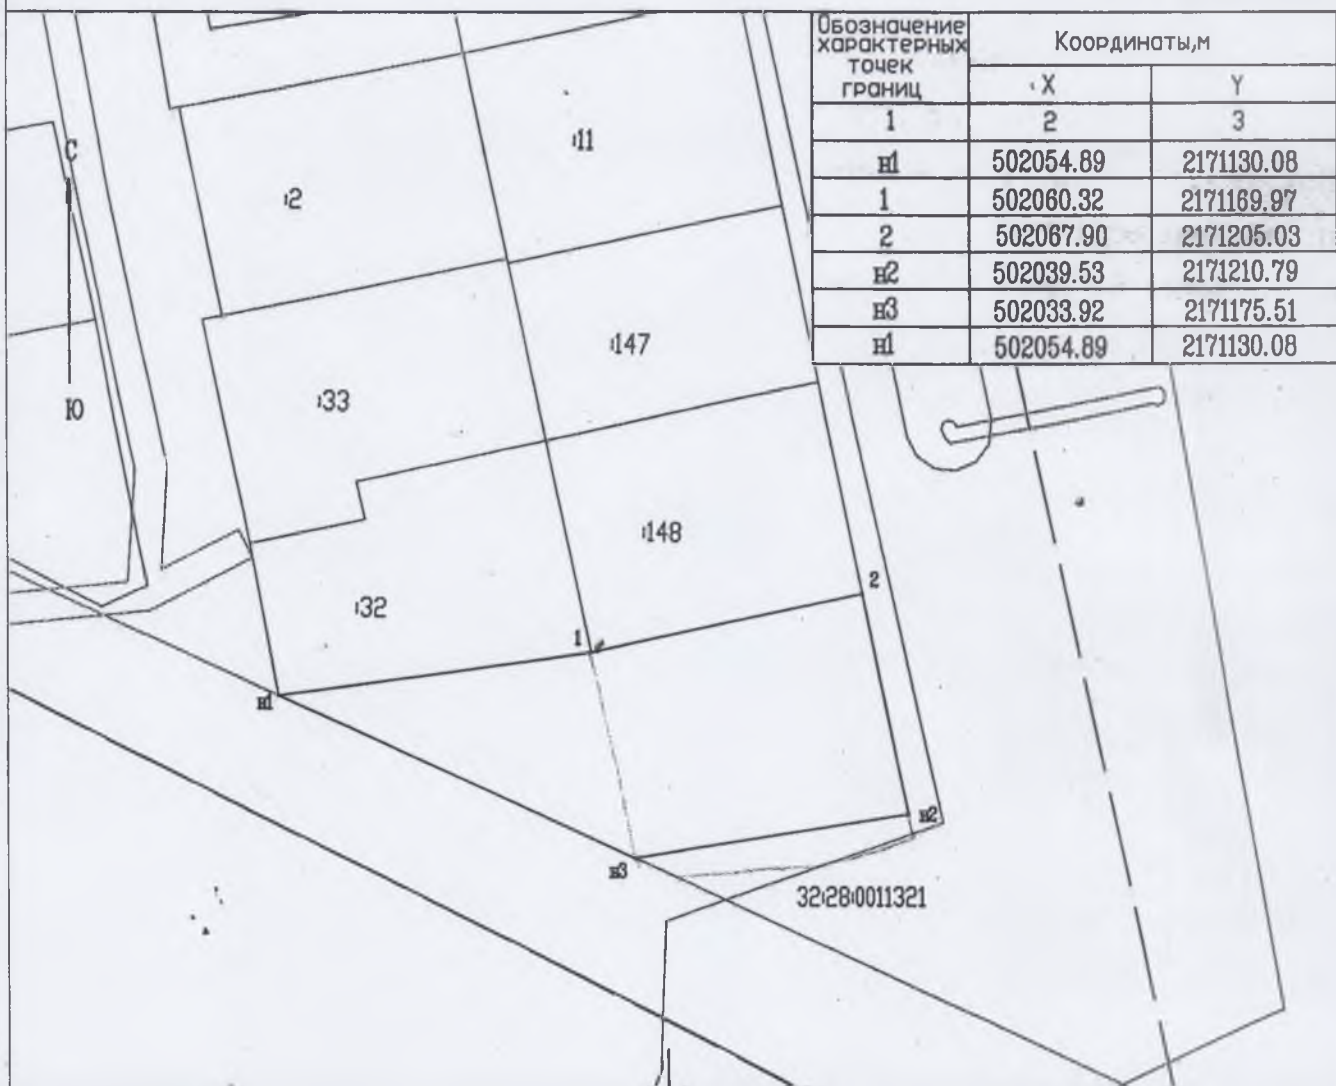 Обозначение характерных точек границ | Координаты,м
X | Y
1 | 2 | 3
н1 | 502054.89 | 2171130.08
1 | 502060.32 | 2171169.97
2 | 502067.90 | 2171205.03
н2 | 502039.53 | 2171210.79
н3 | 502033.92 | 2171175.51
н1 | 502054.89 | 2171130.08
С
Ю
:11
:2
:147
:33
:148
2
:32
1
н1
н2
н3
32:28:0011321